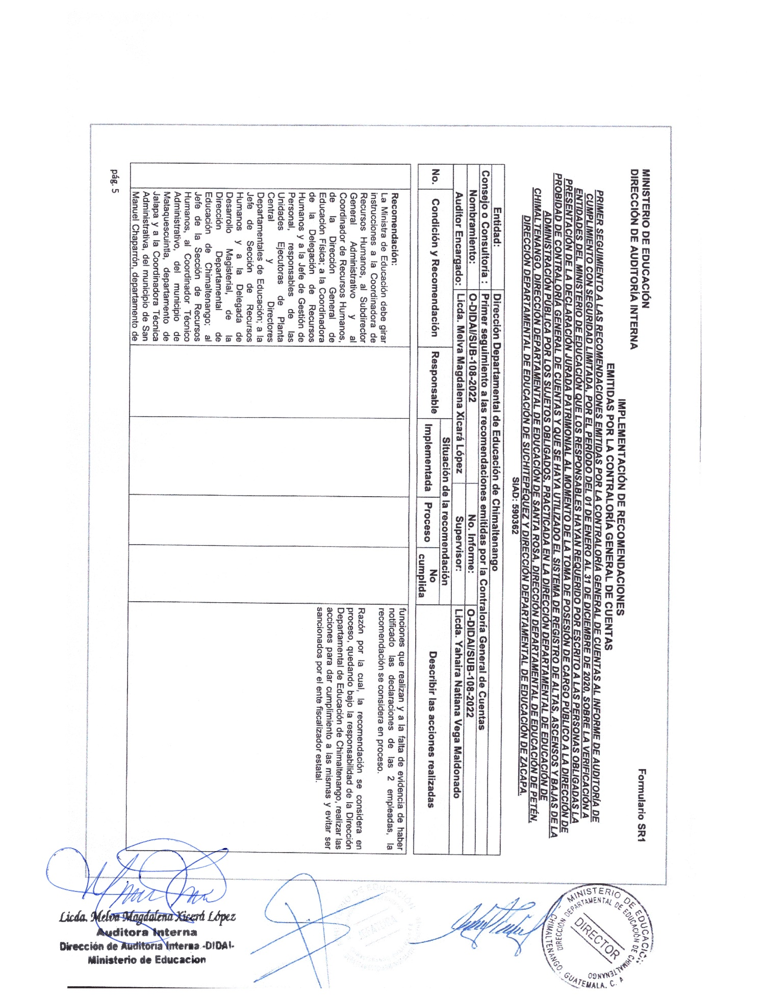 MINISTERIO DE EDUCACIÓN
DIRECCIÓN DE AUDITORÍA INTERNA
Formulario SR1
IMPLEMENTACIÓN DE RECOMENDACIONES
EMITIDAS POR LA CONTRALORÍA GENERAL DE CUENTAS
PRIMER SEGUIMIENTO A LAS RECOMENDACIONES EMITIDAS POR LA CONTRALORÍA GENERAL DE CUENTAS AL INFORME DE AUDITORÍA DE
CUMPLIMIENTO CON SEGURIDAD LIMITADA, POR EL PERÍODO DEL 01 DE ENERO AL 31 DE DICIEMBRE DE 2020, SOBRE LA VERIFICACIÓN A
ENTIDADES DEL MINISTERIO DE EDUCACIÓN QUE LOS RESPONSABLES HAYAN REQUERIDO POR ESCRITO A LAS PERSONAS OBLIGADAS LA
PRESENTACIÓN DE LA DECLARACIÓN JURADA PATRIMONIAL AL MOMENTO DE LA TOMA DE POSESIÓN DE CARGO PÚBLICO A LA DIRECCIÓN DE
PROBIDAD DE CONTRALORÍA GENERAL DE CUENTAS Y QUE SE HAYA UTILIZADO EL SISTEMA DE REGISTRO DE ALTAS, ASCENSOS Y BAJAS DE LA
ADMINISTRACIÓN PÚBLICA POR LOS SUJETOS OBLIGADOS, PRACTICADA EN LA DIRECCIÓN DEPARTAMENTAL DE EDUCACIÓN DE
CHIMALTENANGO, DIRECCIÓN DEPARTAMENTAL DE EDUCACIÓN DE SANTA ROSA, DIRECCIÓN DEPARTAMENTAL DE EDUCACIÓN DE PETÉN,
DIRECCIÓN DEPARTAMENTAL DE EDUCACIÓN DE SUCHITEPÉQUEZ Y DIRECCIÓN DEPARTAMENTAL DE EDUCACIÓN DE ZACAPA.
SIAD: 590362
Entidad: Dirección Departamental de Educación de Chimaltenango
Consejo o Consultoría : Primer seguimiento a las recomendaciones emitidas por la Contraloría General de Cuentas
Nombramiento: O-DIDAI/SUB-108-2022 No. Informe: O-DIDAI/SUB-108-2022
Auditor Encargado: Licda. Melva Magdalena Xicará López Supervisor: Licda. Yahaira Natiana Vega Maldonado
No. Condición y Recomendación Responsable Situación de la recomendación Describir las acciones realizadas
Implementada Proceso No
cumplida
Recomendación:
La Ministra de Educación debe girar
instrucciones a la Coordinadora de
Recursos Humanos, al Subdirector
General Administrativo y al
Coordinador de Recursos Humanos,
de la Dirección General de
Educación Física; a la Coordinadora
de la Delegación de Recursos
Humanos y a la Jefe de Gestión de
Personal, responsables de las
Unidades Ejecutoras de Planta
Central y Directores
Departamentales de Educación; a la
Jefe de Sección de Recursos
Humanos y a la Delegada de
Desarrollo Magisterial, de la
Dirección Departamental de
Educación de Chimaltenango; al
Jefe de la Sección de Recursos
Humanos, al Coordinador Técnico
Administrativo, del municipio de
Mataquescuintla, departamento de
Jalapa y a la Coordinadora Técnica
Administrativa, del municipio de San
Manuel Chaparrón, departamento de
funciones que realizan y a la falta de evidencia de haber
notificado las declaraciones de las 2 empleadas, la
recomendación se considera en proceso.
Razón por la cual, la recomendación se considera en
proceso, quedando bajo la responsabilidad de la Dirección
Departamental de Educación de Chimaltenango, realizar las
acciones para dar cumplimiento a las mismas y evitar ser
sancionados por el ente fiscalizador estatal.
pág. 5
Licda. Melva Magdalena Xicará López
Auditora Interna
Dirección de Auditoria Interna -DIDAI-
Ministerio de Educacion
MINISTERIO DE EDUCACION
DIRECCION DEPARTAMENTAL DE EDUCACIÓN DE CHIMALTENANGO
DIRECTOR
CHIMALTENANGO, GUATEMALA, C. A